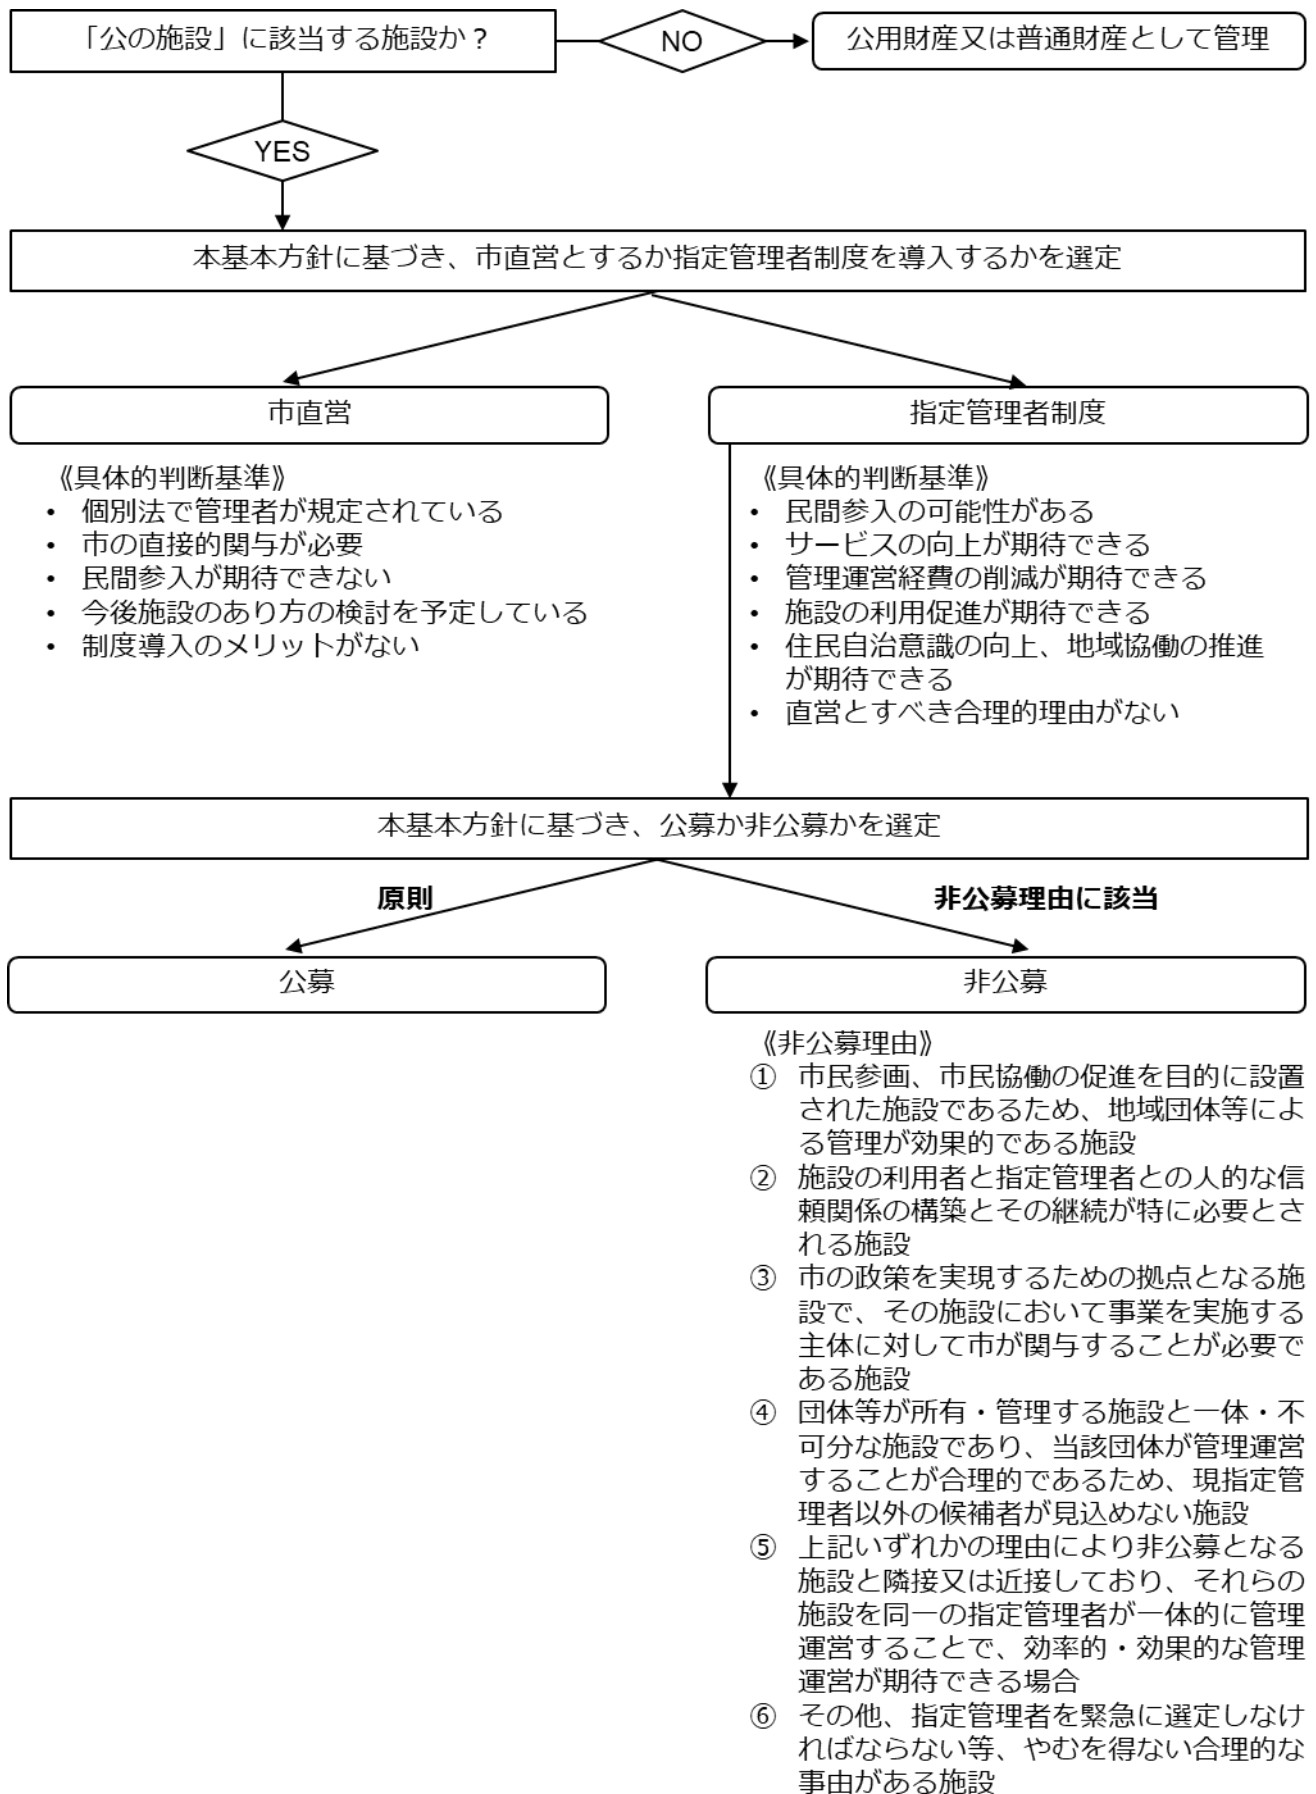 「公の施設」に該当する施設か？
NO
公用財産又は普通財産として管理
YES
本基本方針に基づき、市直営とするか指定管理者制度を導入するかを選定
市直営
《具体的判断基準》
• 個別法で管理者が規定されている
• 市の直接的関与が必要
• 民間参入が期待できない
• 今後施設のあり方の検討を予定している
• 制度導入のメリットがない
指定管理者制度
《具体的判断基準》
• 民間参入の可能性がある
• サービスの向上が期待できる
• 管理運営経費の削減が期待できる
• 施設の利用促進が期待できる
• 住民自治意識の向上、地域協働の推進
が期待できる
• 直営とすべき合理的理由がない
本基本方針に基づき、公募か非公募かを選定
原則
非公募理由に該当
公募
非公募
《非公募理由》
① 市民参画、市民協働の促進を目的に設置
された施設であるため、地域団体等によ
る管理が効果的である施設
② 施設の利用者と指定管理者との人的な信
頼関係の構築とその継続が特に必要とさ
れる施設
③ 市の政策を実現するための拠点となる施
設で、その施設において事業を実施する
主体に対して市が関与することが必要で
ある施設
④ 団体等が所有・管理する施設と一体・不
可分な施設であり、当該団体が管理運営
することが合理的であるため、現指定管
理者以外の候補者が見込めない施設
⑤ 上記いずれかの理由により非公募となる
施設と隣接又は近接しており、それらの
施設を同一の指定管理者が一体的に管理
運営することで、効率的・効果的な管理
運営が期待できる場合
⑥ その他、指定管理者を緊急に選定しなけ
ればならない等、やむを得ない合理的な
事由がある施設